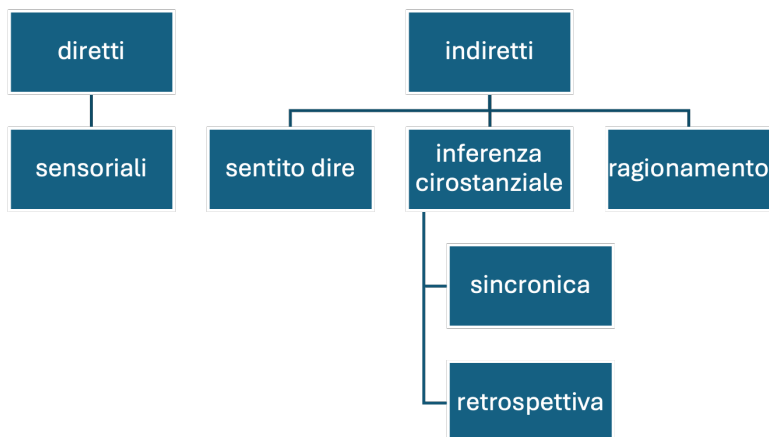 diretti
indiretti
sensoriali
sentito dire
inferenza
cirostanziale
ragionamento
sincronica
retrospettiva